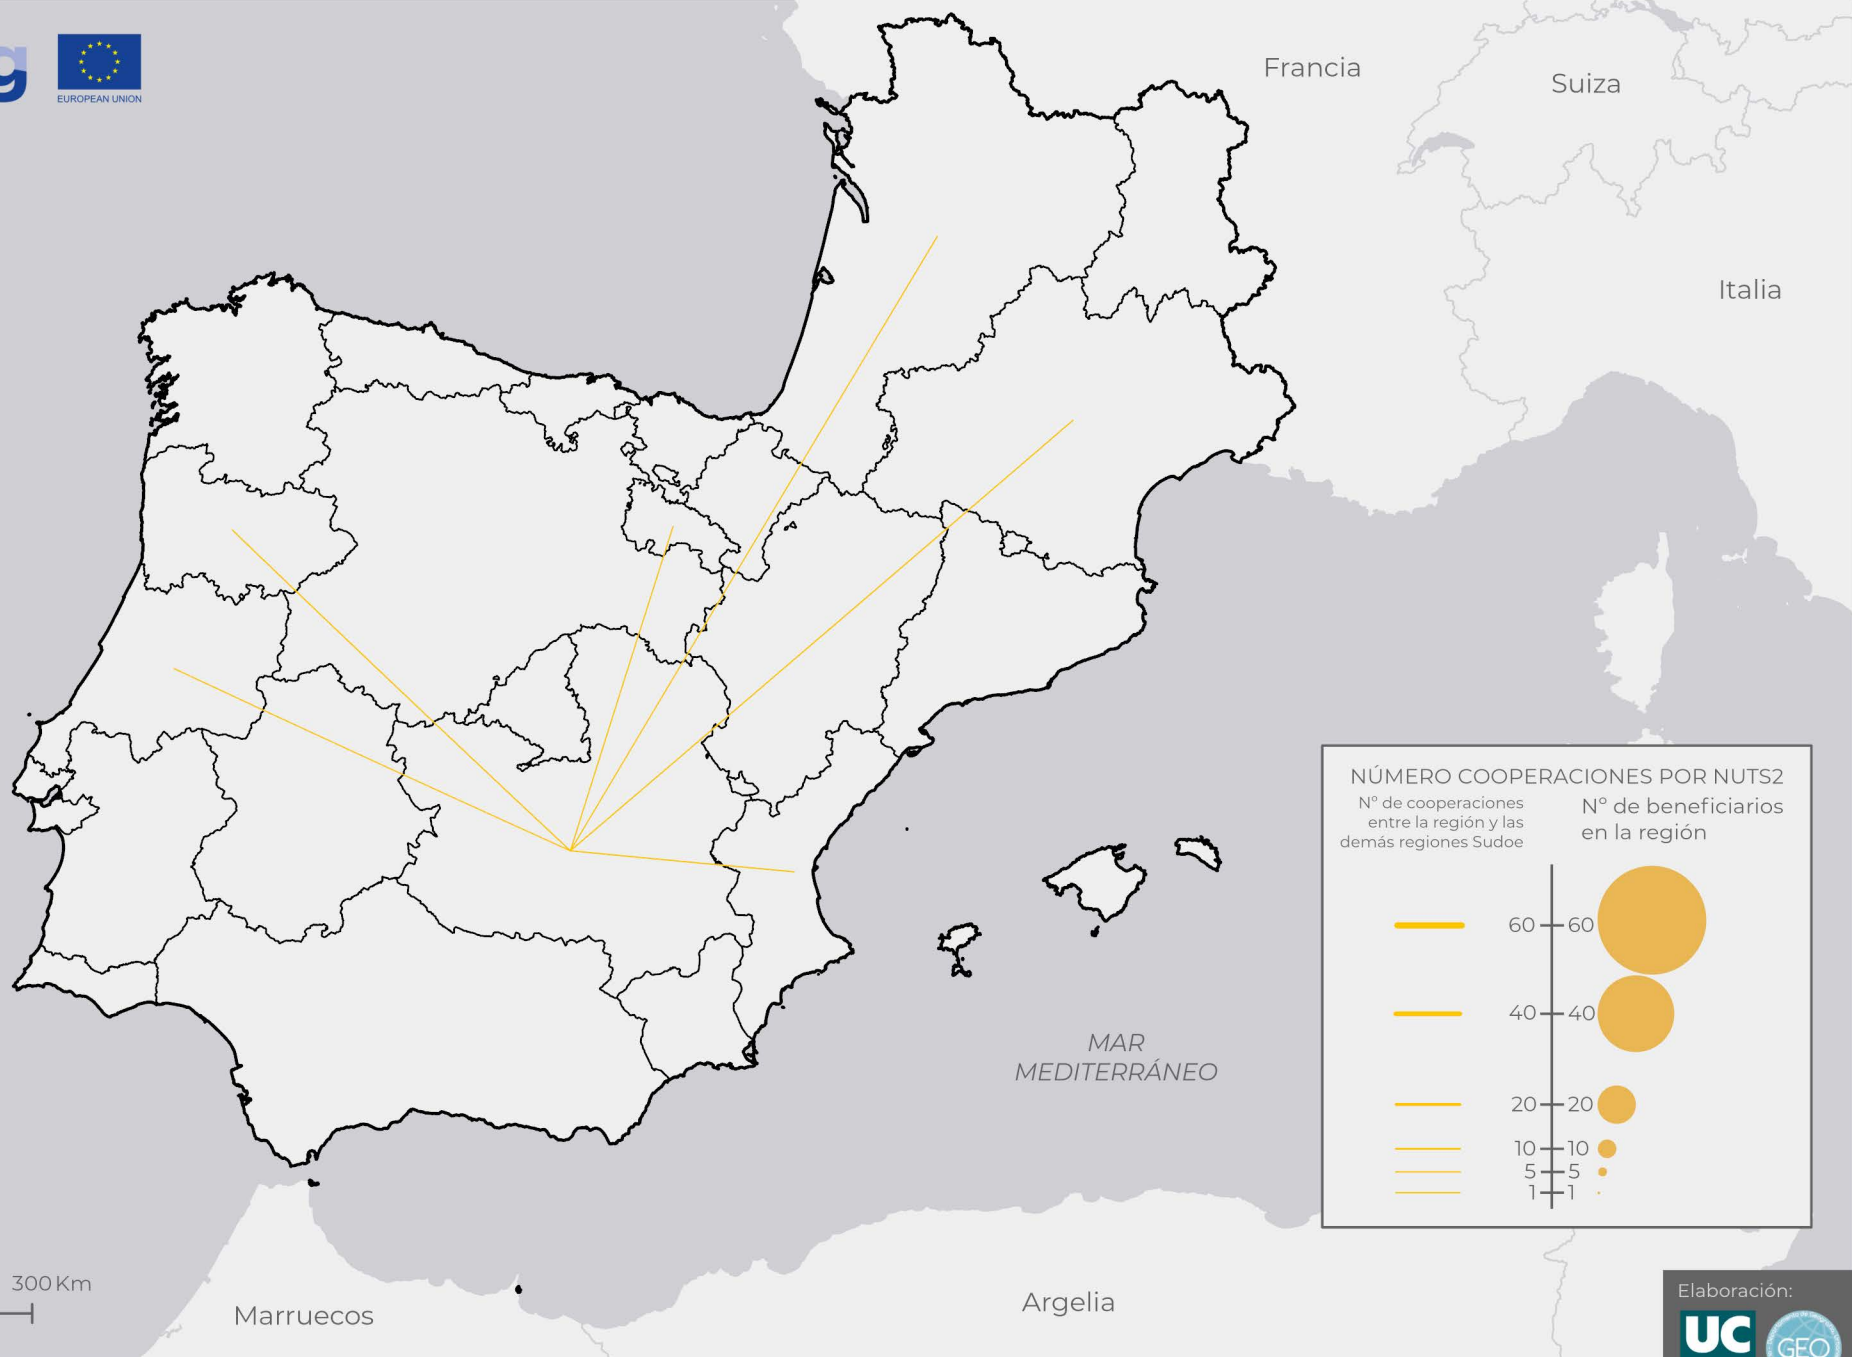 g
EUROPEAN UNION
Francia
Suiza
Italia
NÚMERO COOPERACIONES POR NUTS2
Nº de cooperaciones
entre la región y las
demás regiones Sudoe
Nº de beneficiarios
en la región
60 60
40 40
20 20
10 10
5 5
1 1
MAR
MEDITERRÁNEO
300 Km
Marruecos
Argelia
Elaboración:
UC
GEO